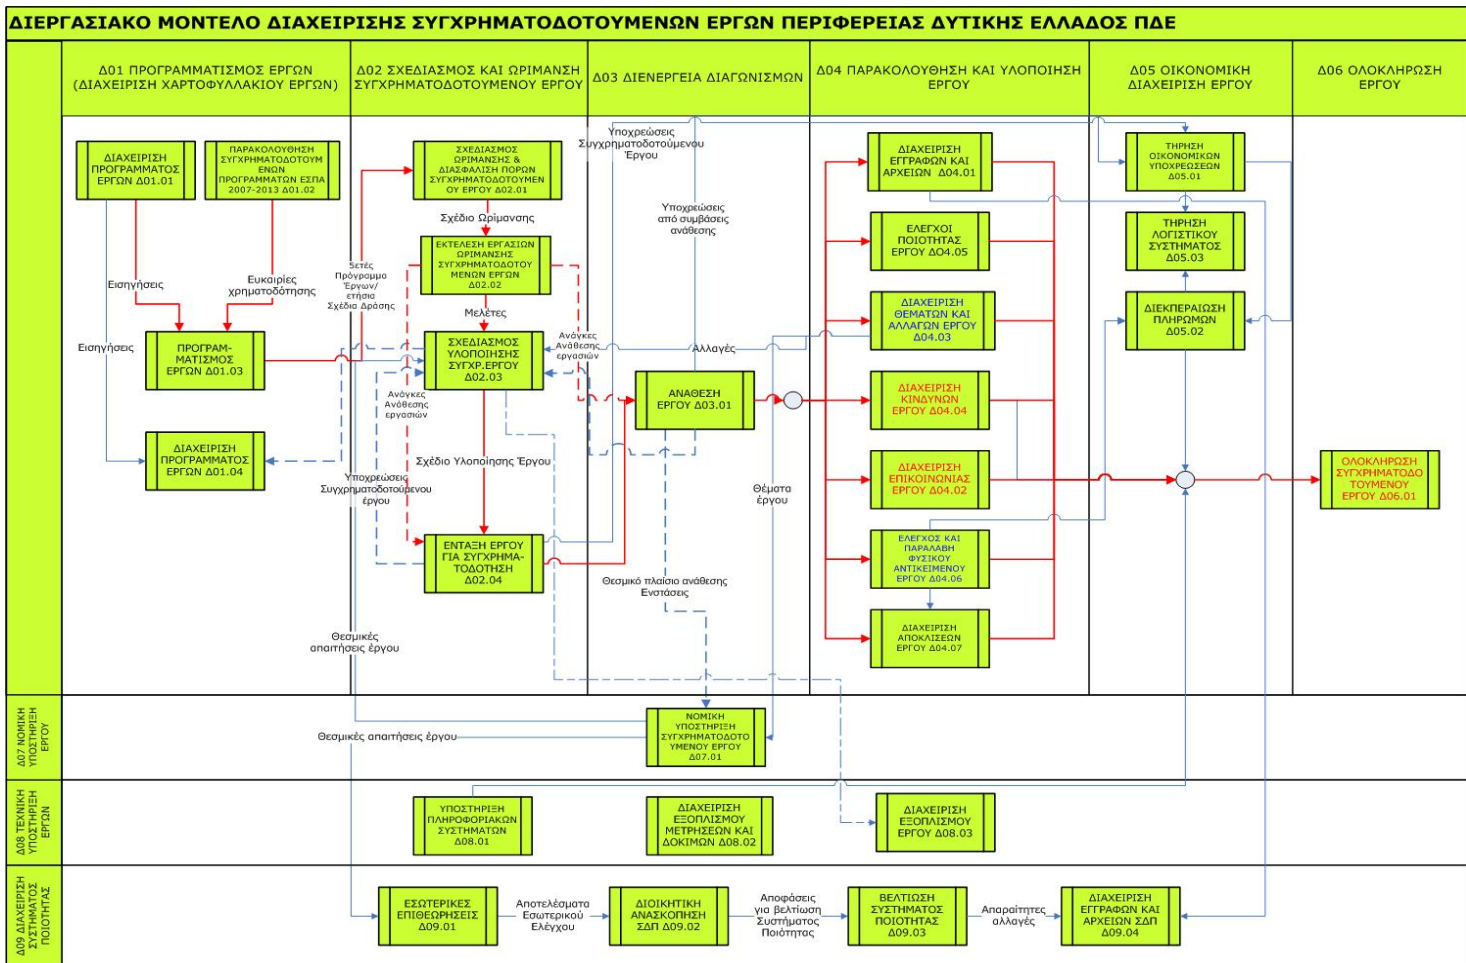 ΔΙΕΡΓΑΣΙΑΚΟ ΜΟΝΤΕΛΟ ΔΙΑΧΕΙΡΙΣΗΣ ΣΥΓΧΡΗΜΑΤΟΔΟΤΟΥΜΕΝΩΝ ΕΡΓΩΝ ΠΕΡΙΦΕΡΕΙΑΣ ΔΥΤΙΚΗΣ ΕΛΛΑΔΟΣ ΠΔΕ
Δ01 ΠΡΟΓΡΑΜΜΑΤΙΣΜΟΣ ΕΡΓΩΝ
(ΔΙΑΧΕΙΡΙΣΗ ΧΑΡΤΟΦΥΛΛΑΚΙΟΥ ΕΡΓΩΝ)
Δ02 ΣΧΕΔΙΑΣΜΟΣ ΚΑΙ ΩΡΙΜΑΝΣΗ
ΣΥΓΧΡΗΜΑΤΟΔΟΤΟΥΜΕΝΟΥ ΕΡΓΟΥ
Δ03 ΔΙΕΝΕΡΓΕΙΑ ΔΙΑΓΩΝΙΣΜΩΝ
Δ04 ΠΑΡΑΚΟΛΟΥΘΗΣΗ ΚΑΙ ΥΛΟΠΟΙΗΣΗ
ΕΡΓΟΥ
Δ05 ΟΙΚΟΝΟΜΙΚΗ
ΔΙΑΧΕΙΡΙΣΗ ΕΡΓΟΥ
Δ06 ΟΛΟΚΛΗΡΩΣΗ
ΕΡΓΟΥ
ΔΙΑΧΕΙΡΙΣΗ
ΠΡΟΓΡΑΜΜΑΤΟΣ
ΕΡΓΩΝ Δ01.01
ΠΑΡΑΚΟΛΟΥΘΗΣΗ
ΣΥΓΧΡΗΜΑΤΟΔΟΤΟΥΜ
ΕΝΩΝ
ΠΡΟΓΡΑΜΜΑΤΩΝ ΕΣΠΑ
2007-2013 Δ01.02
Εισηγήσεις
Ευκαιρίες
χρηματοδότησης
Εισηγήσεις
ΠΡΟΓΡΑΜ-
ΜΑΤΙΣΜΟΣ
ΕΡΓΩΝ Δ01.03
ΔΙΑΧΕΙΡΙΣΗ
ΠΡΟΓΡΑΜΜΑΤΟΣ
ΕΡΓΩΝ Δ01.04
5ετές
Πρόγραμμα
Έργων/
ετήσια
Σχέδια Δράσης
ΣΧΕΔΙΑΣΜΟΣ
ΩΡΙΜΑΝΣΗΣ &
ΔΙΑΣΦΑΛΙΣΗ ΠΟΡΩΝ
ΣΥΓΧΡΗΜΑΤΟΔΟΤΟΥΜΕΝ
ΟΥ ΕΡΓΟΥ Δ02.01
Σχέδιο Ωρίμανσης
ΕΚΤΕΛΕΣΗ ΕΡΓΑΣΙΩΝ
ΩΡΙΜΑΝΣΗΣ
ΣΥΓΧΡΗΜΑΤΟΔΟΤΟΥ
ΜΕΝΩΝ ΕΡΓΩΝ
Δ02.02
Μελέτες
ΣΧΕΔΙΑΣΜΟΣ
ΥΛΟΠΟΙΗΣΗΣ
ΣΥΓΧΡ.ΕΡΓΟΥ
Δ02.03
Ανάγκες
Ανάθεσης
εργασιών
Σχέδιο Υλοποίησης Έργου
Υποχρεώσεις
Συγχρηματοδοτούμενου
έργου
ΕΝΤΑΞΗ ΕΡΓΟΥ
ΓΙΑ ΣΥΓΧΡΗΜΑ-
ΤΟΔΟΤΗΣΗ
Δ02.04
Θεσμικές
απαιτήσεις έργου
Υποχρεώσεις
Συγχρηματοδοτούμενου
Έργου
Υποχρεώσεις
από συμβάσεις
ανάθεσης
Ανάγκες
Ανάθεσης
εργασιών
Αλλαγές
ΑΝΑΘΕΣΗ
ΕΡΓΟΥ Δ03.01
Θέματα
έργου
Θεσμικό πλαίσιο ανάθεσης
Ενστάσεις
ΔΙΑΧΕΙΡΙΣΗ
ΕΓΓΡΑΦΩΝ ΚΑΙ
ΑΡΧΕΙΩΝ Δ04.01
ΕΛΕΓΧΟΙ
ΠΟΙΟΤΗΤΑΣ
ΕΡΓΟΥ ΔΟ4.05
ΔΙΑΧΕΙΡΙΣΗ
ΘΕΜΑΤΩΝ ΚΑΙ
ΑΛΛΑΓΩΝ ΕΡΓΟΥ
Δ04.03
ΔΙΑΧΕΙΡΙΣΗ
ΚΙΝΔΥΝΩΝ
ΕΡΓΟΥ Δ04.04
ΔΙΑΧΕΙΡΙΣΗ
ΕΠΙΚΟΙΝΩΝΙΑΣ
ΕΡΓΟΥ Δ04.02
ΕΛΕΓΧΟΣ ΚΑΙ
ΠΑΡΑΛΑΒΗ
ΦΥΣΙΚΟΥ
ΑΝΤΙΚΕΙΜΕΝΟΥ
ΕΡΓΟΥ Δ04.06
ΔΙΑΧΕΙΡΙΣΗ
ΑΠΟΚΛΙΣΕΩΝ
ΕΡΓΟΥ Δ04.07
ΤΗΡΗΣΗ
ΟΙΚΟΝΟΜΙΚΩΝ
ΥΠΟΧΡΕΩΣΕΩΝ
Δ05.01
ΤΗΡΗΣΗ
ΛΟΓΙΣΤΙΚΟΥ
ΣΥΣΤΗΜΑΤΟΣ
Δ05.03
ΔΙΕΚΠΕΡΑΙΩΣΗ
ΠΛΗΡΩΜΩΝ
Δ05.02
ΟΛΟΚΛΗΡΩΣΗ
ΣΥΓΧΡΗΜΑΤΟΔΟ
ΤΟΥΜΕΝΟΥ
ΕΡΓΟΥ Δ06.01
Δ07 ΝΟΜΙΚΗ
ΥΠΟΣΤΗΡΙΞΗ
ΕΡΓΟΥ
Θεσμικές απαιτήσεις έργου
ΝΟΜΙΚΗ
ΥΠΟΣΤΗΡΙΞΗ
ΣΥΓΧΡΗΜΑΤΟΔΟΤΟ
ΥΜΕΝΟΥ ΕΡΓΟΥ
Δ07.01
Δ08 ΤΕΧΝΙΚΗ
ΥΠΟΣΤΗΡΙΞΗ
ΕΡΓΩΝ
ΥΠΟΣΤΗΡΙΞΗ
ΠΛΗΡΟΦΟΡΙΑΚΩΝ
ΣΥΣΤΗΜΑΤΩΝ
Δ08.01
ΔΙΑΧΕΙΡΙΣΗ
ΕΞΟΠΛΙΣΜΟΥ
ΜΕΤΡΗΣΕΩΝ ΚΑΙ
ΔΟΚΙΜΩΝ Δ08.02
ΔΙΑΧΕΙΡΙΣΗ
ΕΞΟΠΛΙΣΜΟΥ
ΕΡΓΟΥ Δ08.03
Δ09 ΔΙΑΧΕΙΡΙΣΗ
ΣΥΣΤΗΜΑΤΟΣ
ΠΟΙΟΤΗΤΑΣ
ΕΣΩΤΕΡΙΚΕΣ
ΕΠΙΘΕΩΡΗΣΕΙΣ
Δ09.01
Αποτελέσματα
Εσωτερικού
Ελέγχου
ΔΙΟΙΚΗΤΙΚΗ
ΑΝΑΣΚΟΠΗΣΗ
ΣΔΠ Δ09.02
Αποφάσεις
για βελτίωση
Συστήματος
Ποιότητας
ΒΕΛΤΙΩΣΗ
ΣΥΣΤΗΜΑΤΟΣ
ΠΟΙΟΤΗΤΑΣ
Δ09.03
Απαραίτητες
αλλαγές
ΔΙΑΧΕΙΡΙΣΗ
ΕΓΓΡΑΦΩΝ ΚΑΙ
ΑΡΧΕΙΩΝ ΣΔΠ
Δ09.04